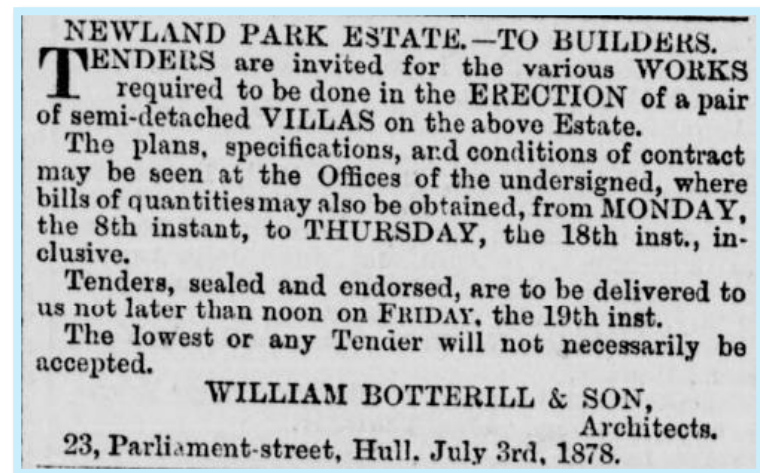 NEWLAND PARK ESTATE.—TO BUILDERS.
TENDERS are invited for the various WORKS
required to be done in the ERECTION of a pair
of semi-detached VILLAS on the above Estate.
The plans, specifications, and conditions of contract
may be seen at the Offices of the undersigned, where
bills of quantities may also be obtained, from MONDAY,
the 8th instant, to THURSDAY, the 18th inst., in-
clusive.
Tenders, sealed and endorsed, are to be delivered to
us not later than noon on FRIDAY, the 19th inst.
The lowest or any Tender will not necessarily be
accepted.
WILLIAM BOTTERILL & SON,
Architects.
23, Parliament-street, Hull, July 3rd, 1878.